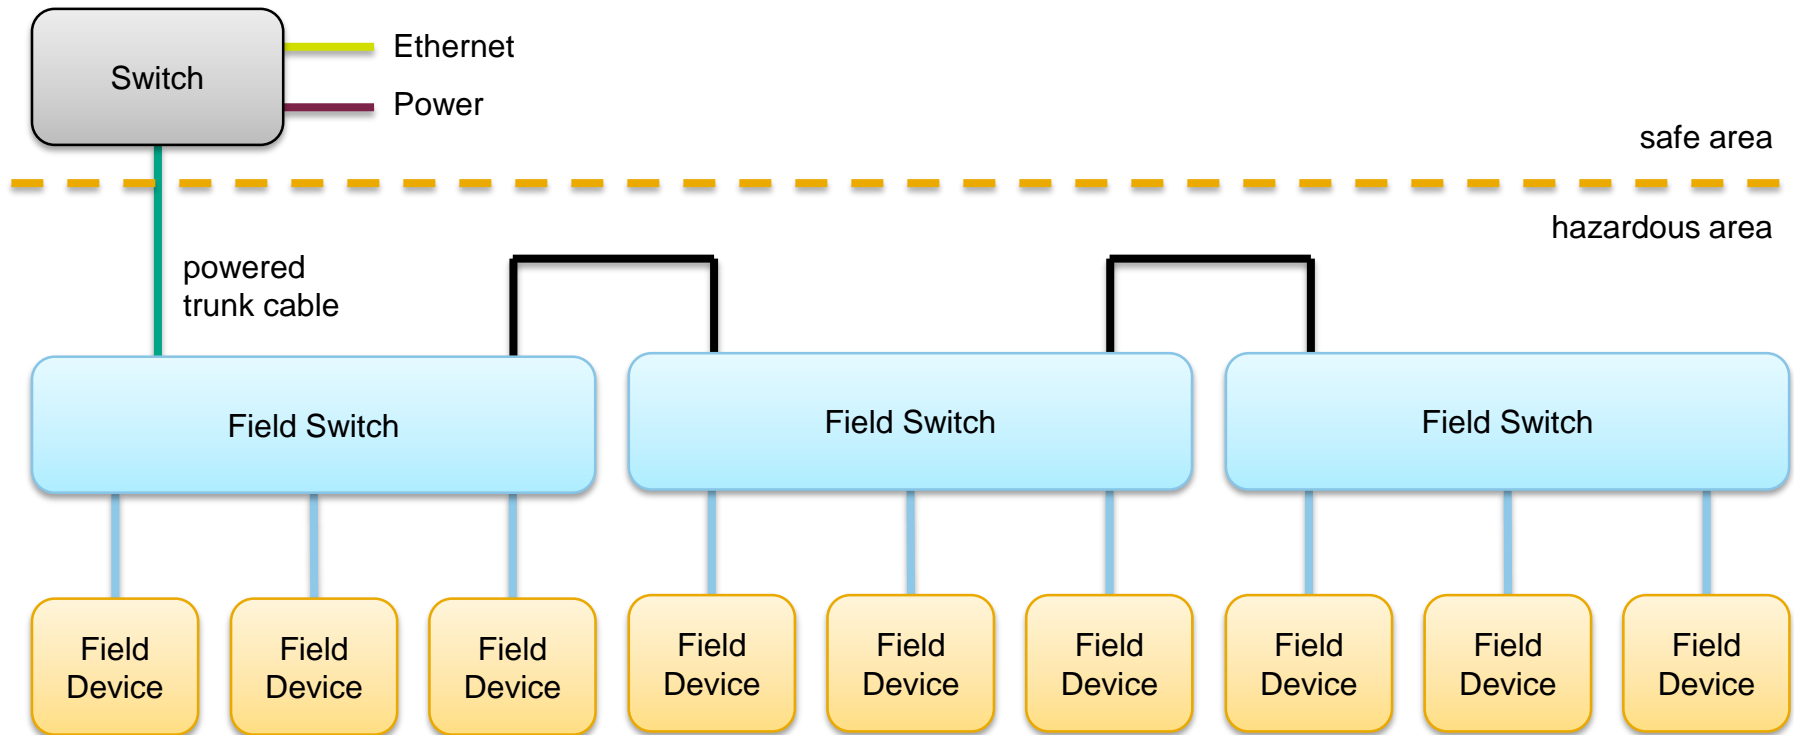 Switch
Ethernet
Power
safe area
hazardous area
powered
trunk cable
Field Switch
Field Switch
Field Switch
Field
Device
Field
Device
Field
Device
Field
Device
Field
Device
Field
Device
Field
Device
Field
Device
Field
Device